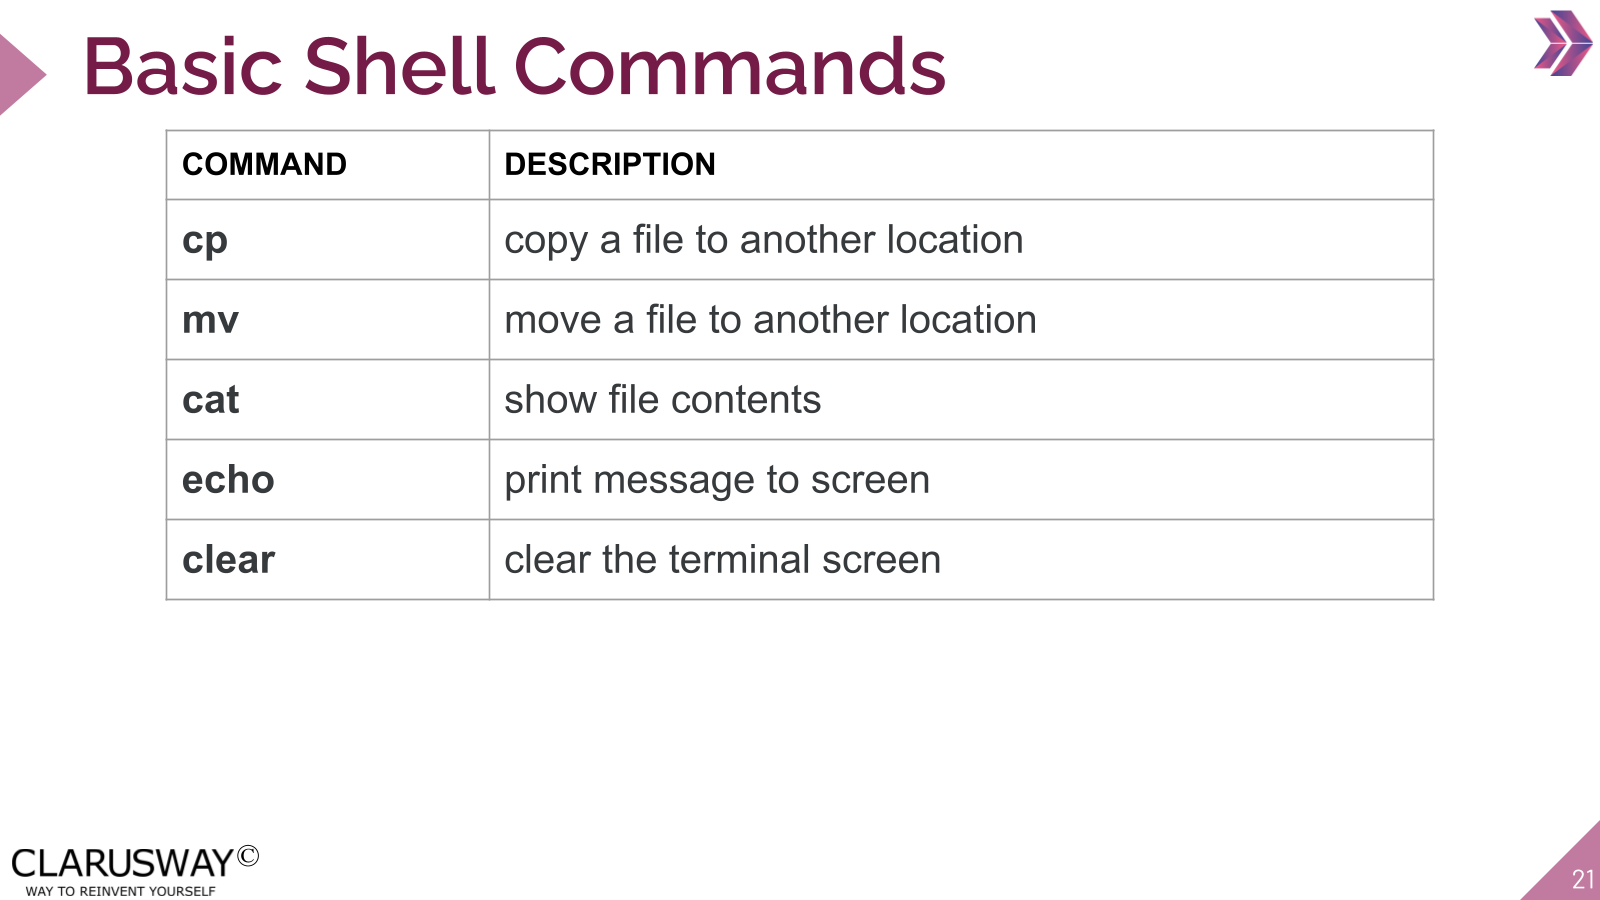 Basic Shell Commands
COMMAND DESCRIPTION
cp copy a file to another location
mv move a file to another location
cat show file contents
echo print message to screen
clear clear the terminal screen
CLARUSWAY©
WAY TO REINVENT YOURSELF
21